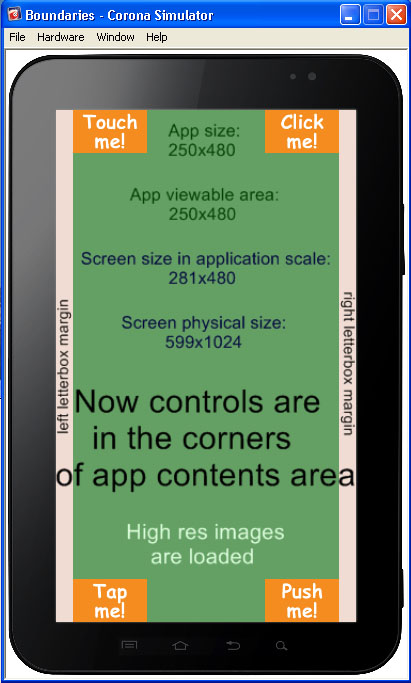 Boundaries - Corona Simulator
File Hardware Window Help
Touch
me!
Click
me!
App size:
250x480
App viewable area:
250x480
Screen size in application scale:
281x480
Screen physical size:
599x1024
left letterbox margin
right letterbox margin
Now controls are
in the corners
of app contents area
High res images
are loaded
Tap
me!
Push
me!